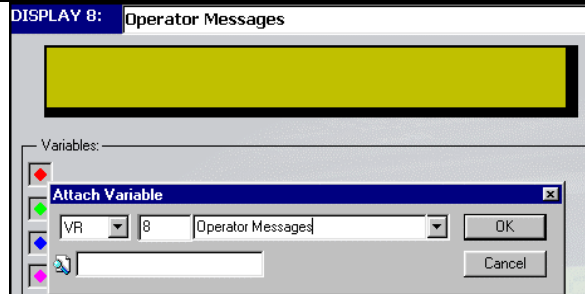 DISPLAY 8: Operator Messages
Variables:
Attach Variable
VR 8 Operator Messages OK
Cancel